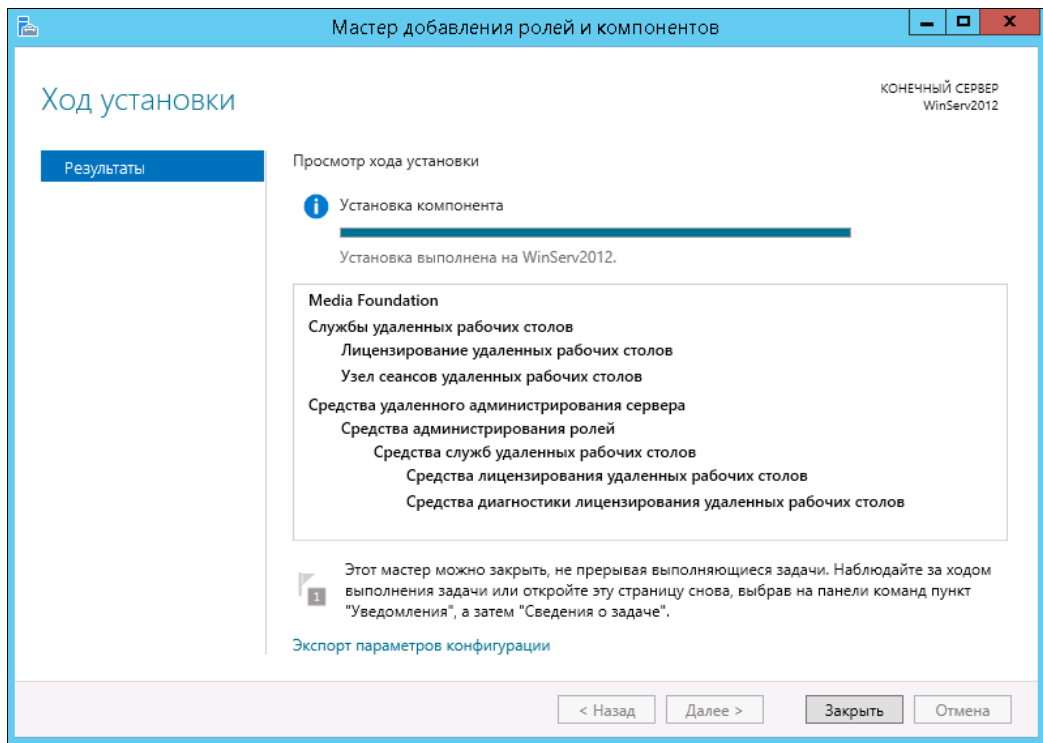 Мастер добавления ролей и компонентов
Ход установки
КОНЕЧНЫЙ СЕРВЕР
WinServ2012
Результаты
Просмотр хода установки
Установка компонента
Установка выполнена на WinServ2012.
Media Foundation
Службы удаленных рабочих столов
Лицензирование удаленных рабочих столов
Узел сеансов удаленных рабочих столов
Средства удаленного администрирования сервера
Средства администрирования ролей
Средства служб удаленных рабочих столов
Средства лицензирования удаленных рабочих столов
Средства диагностики лицензирования удаленных рабочих столов
1
Этот мастер можно закрыть, не прерывая выполняющиеся задачи. Наблюдайте за ходом
выполнения задачи или откройте эту страницу снова, выбрав на панели команд пункт
"Уведомления", а затем "Сведения о задаче".
Экспорт параметров конфигурации
< Назад
Далее >
Закрыть
Отмена